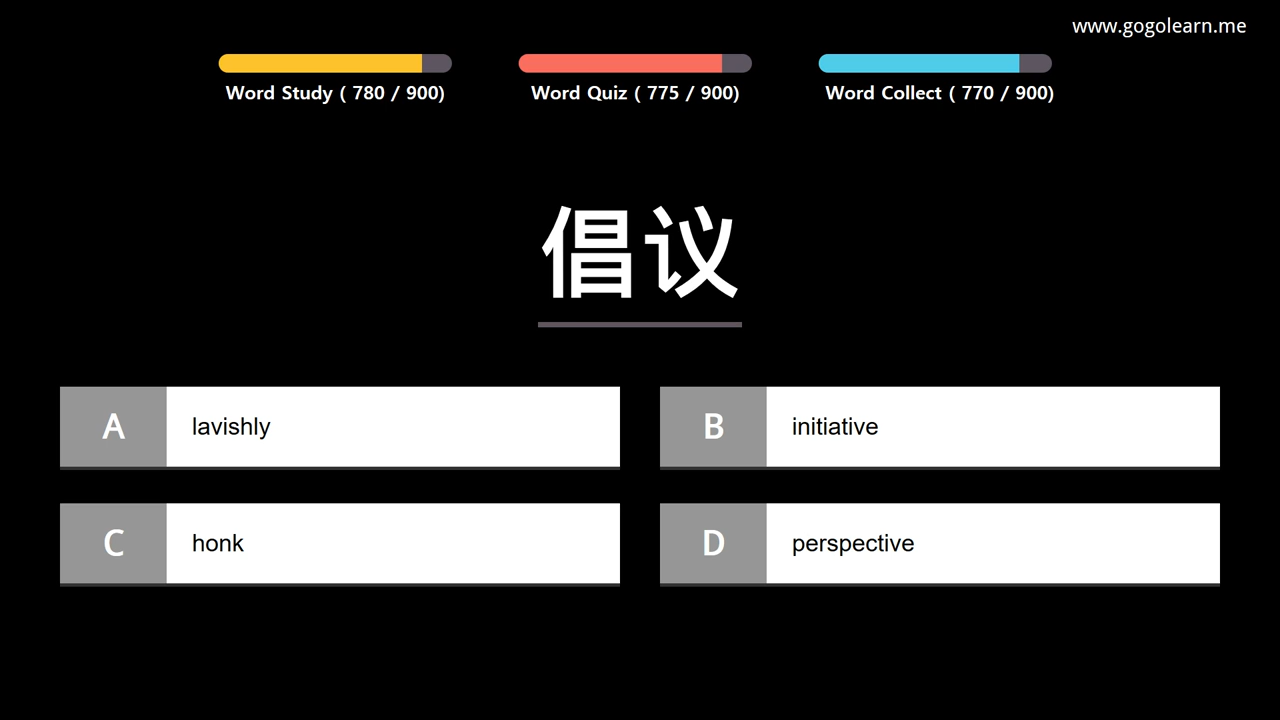 www.gogolearn.me
Word Study ( 780 / 900)
Word Quiz ( 775 / 900)
Word Collect ( 770 / 900)
倡议
A lavishly
B initiative
C honk
D perspective